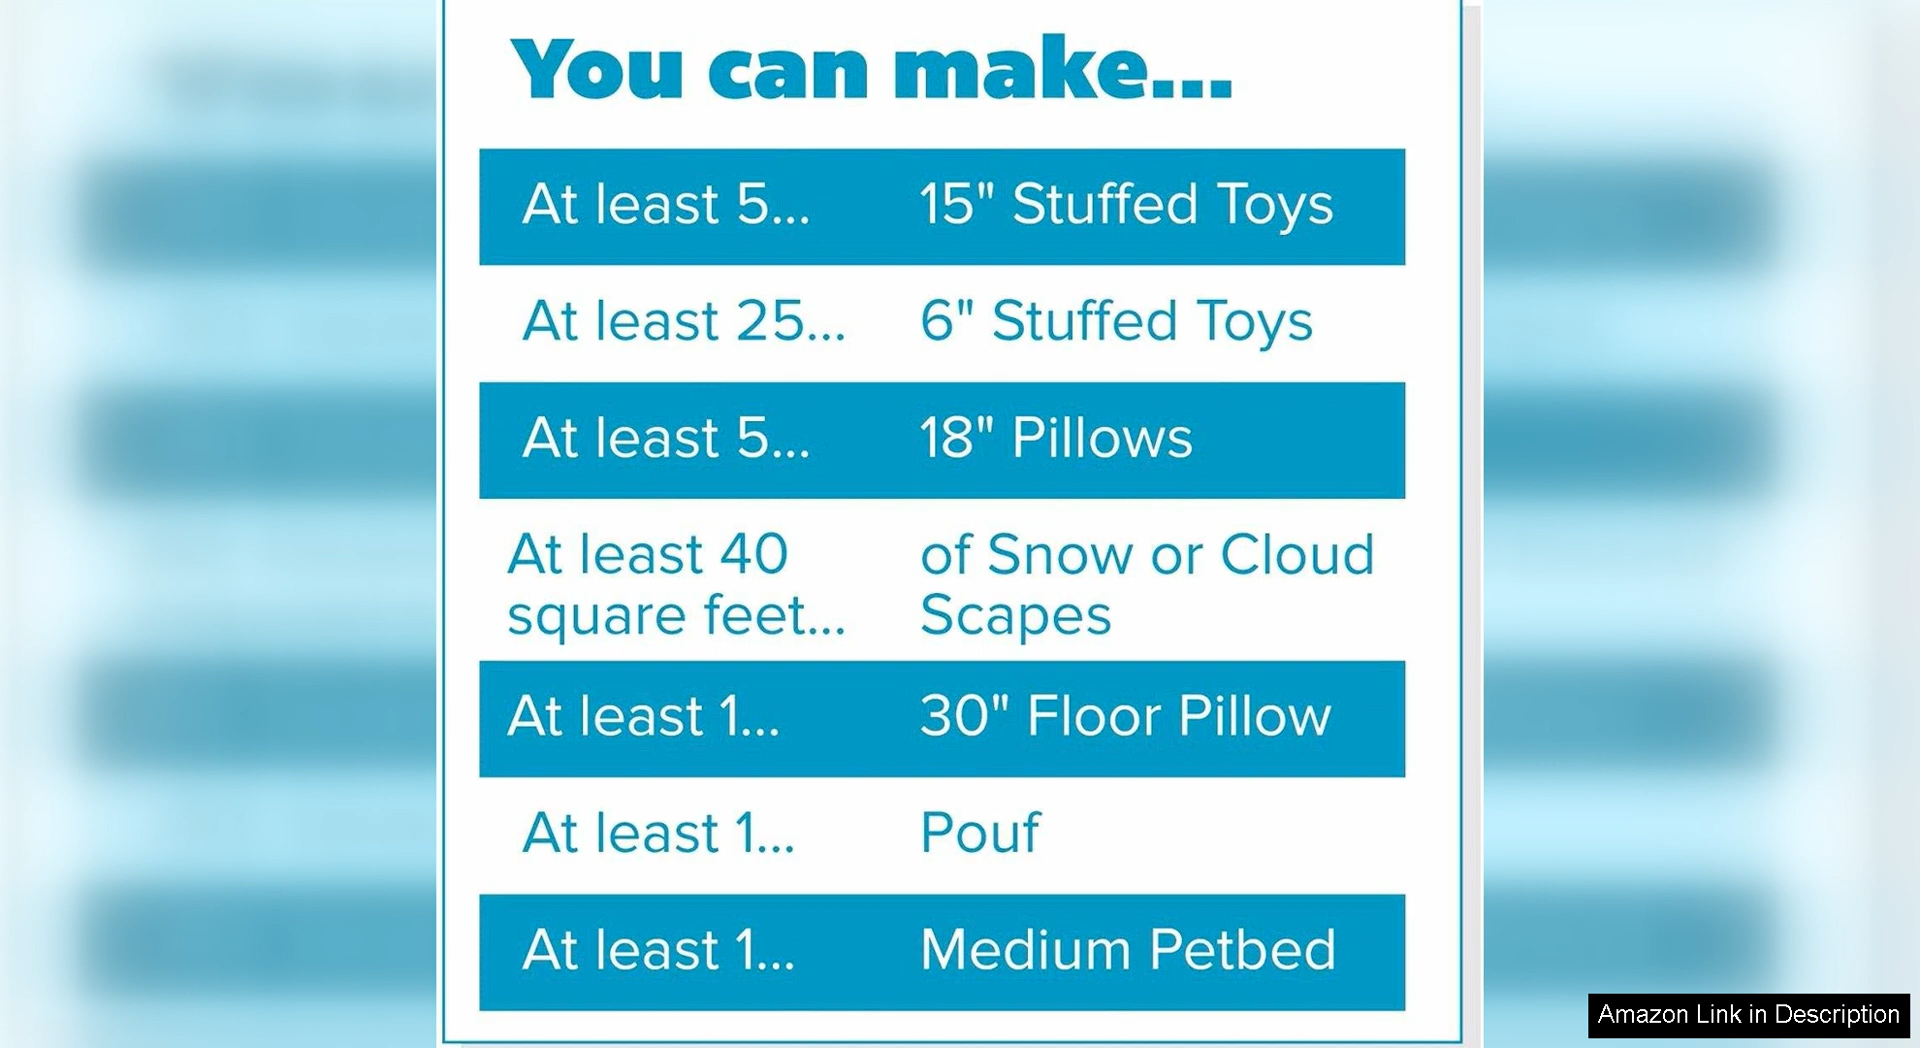 You can make...
At least 5... 15" Stuffed Toys
At least 25... 6" Stuffed Toys
At least 5... 18" Pillows
At least 40 of Snow or Cloud
square feet... Scapes
At least 1... 30" Floor Pillow
At least 1... Pouf
At least 1... Medium Petbed
Amazon Link in Description